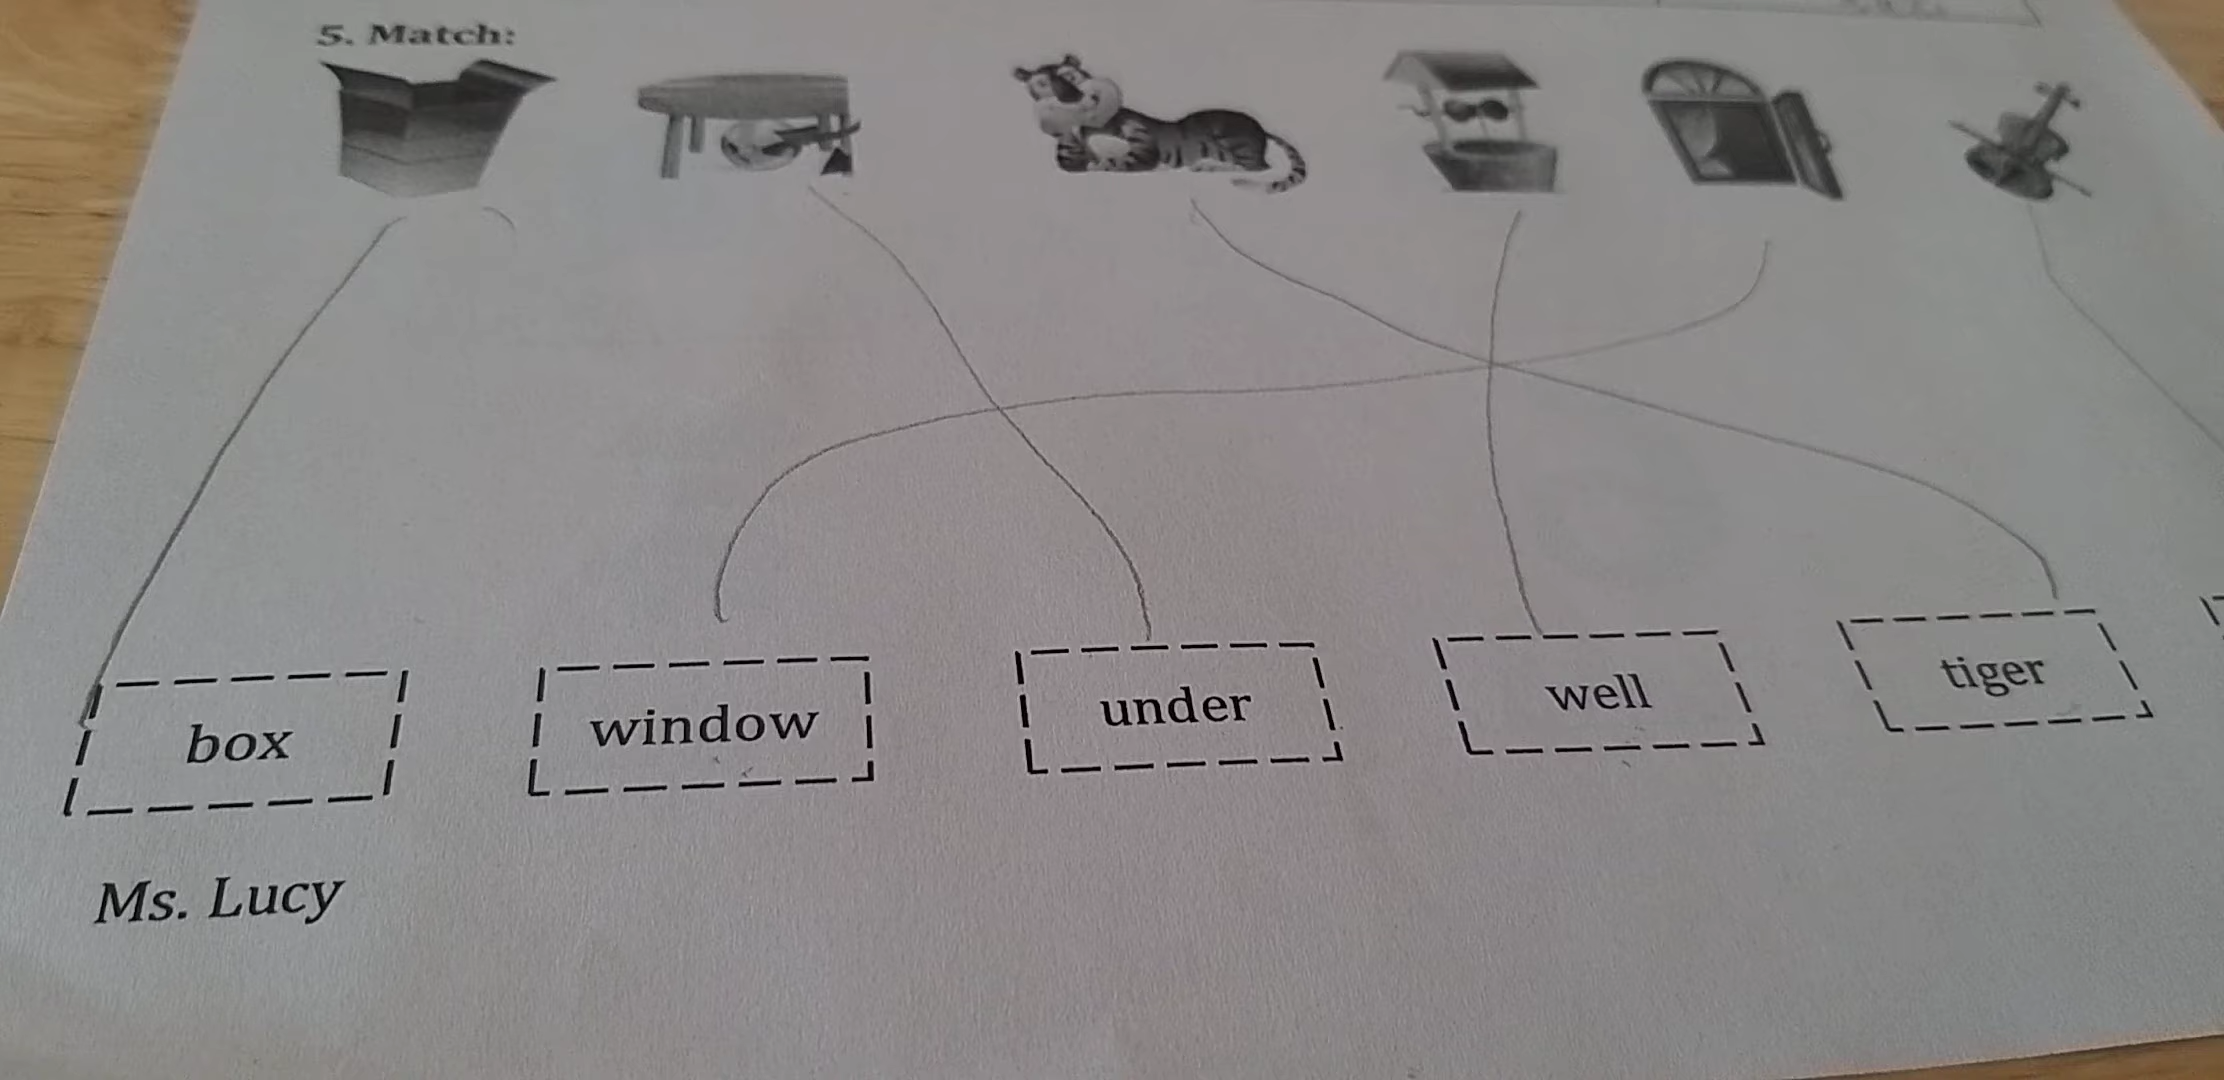 5. Match:
box
window
under
well
tiger
Ms. Lucy